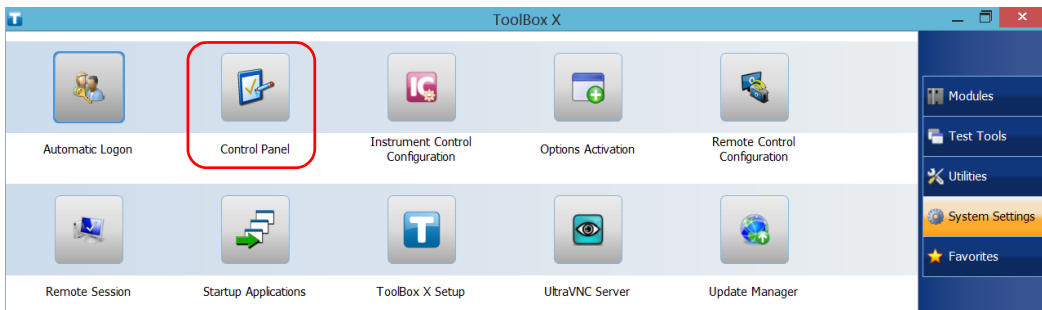 ToolBox X
Automatic Logon
Control Panel
Instrument Control
Configuration
Options Activation
Remote Control
Configuration
Remote Session
Startup Applications
ToolBox X Setup
UltraVNC Server
Update Manager
Modules
Test Tools
Utilities
System Settings
Favorites